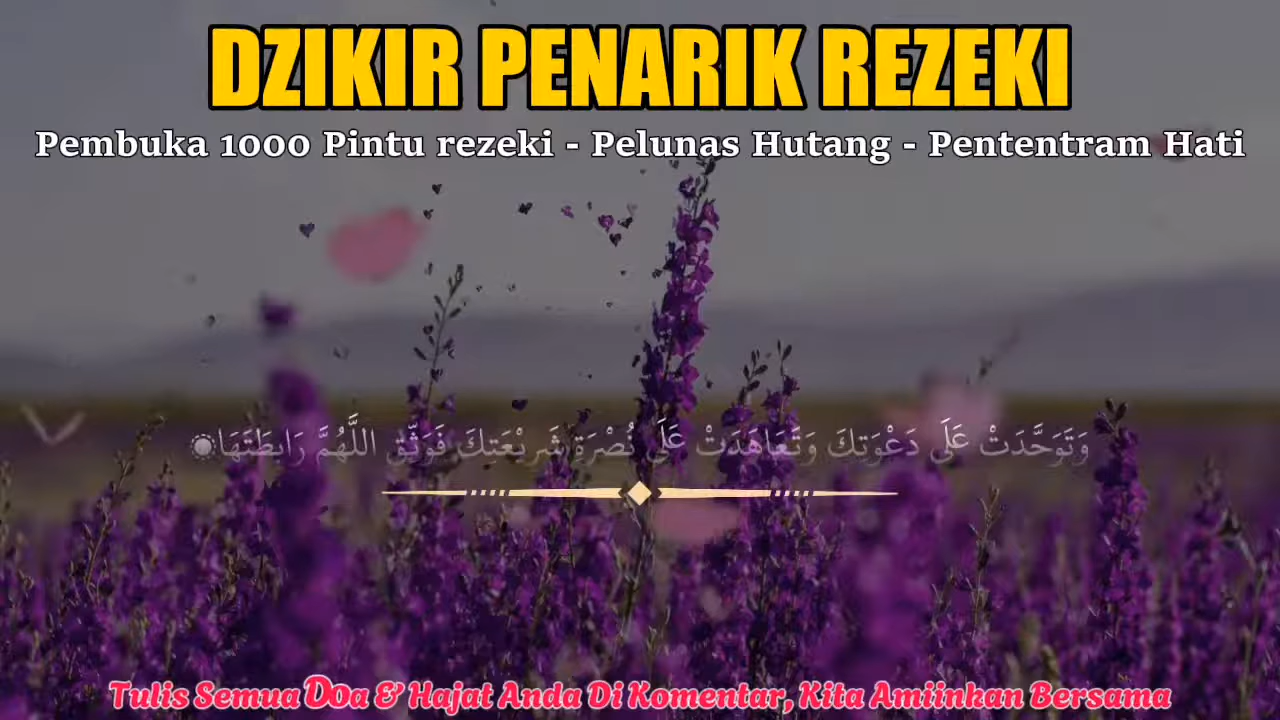 DZIKIR PENARIK REZEKI
Pembuka 1000 Pintu rezeki - Pelunas Hutang - Pententram Hati
وَتَوَحَّدَتْ عَلَى دَعْوَتِكَ وَتَعَاهَدَتْ عَلَى نُصْرَةِ شَرِيْعَتِكَ فَوَثِّقِ اللَّهُمَّ رَابِطَتَهَا
Tulis Semua Doa & Hajat Anda Di Komentar, Kita Amiinkan Bersama